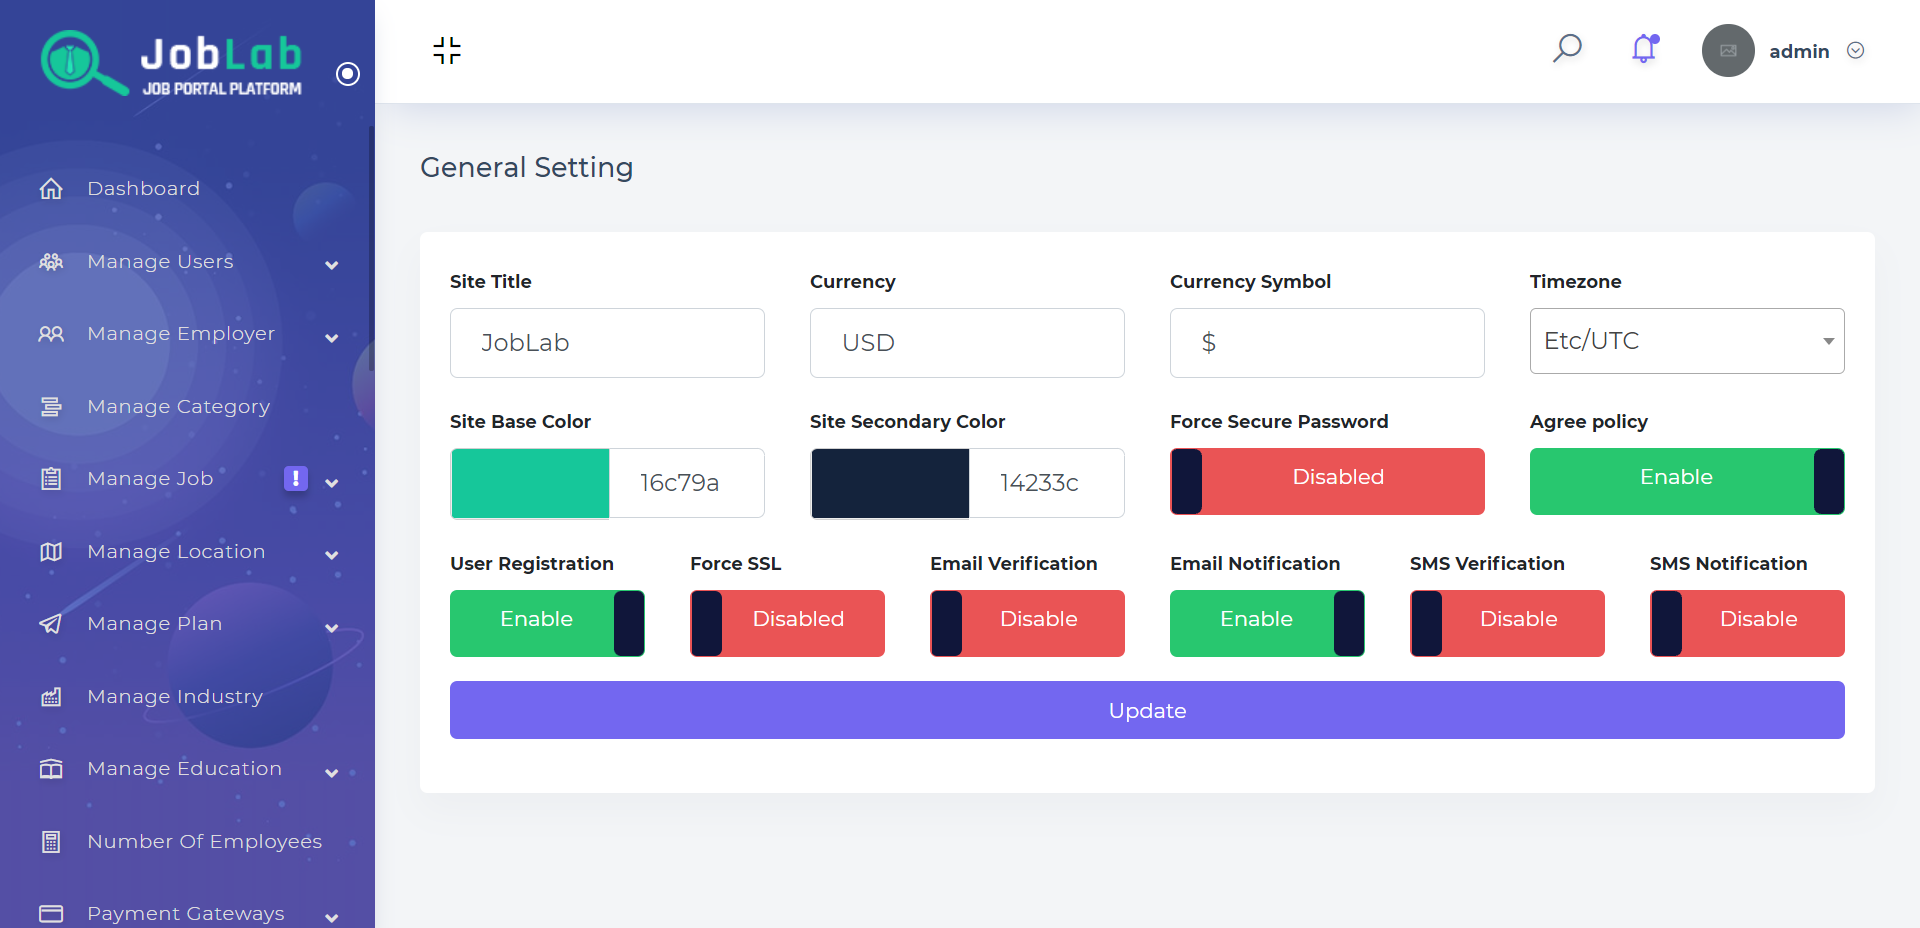 JobLab
JOB PORTAL PLATFORM
admin
Dashboard
Manage Users
Manage Employer
Manage Category
Manage Job
!
Manage Location
Manage Plan
Manage Industry
Manage Education
Number Of Employees
Payment Gateways
General Setting
Site Title
Currency
Currency Symbol
Timezone
JobLab
USD
$
Etc/UTC
Site Base Color
Site Secondary Color
Force Secure Password
Agree policy
16c79a
14233c
Disabled
Enable
User Registration
Force SSL
Email Verification
Email Notification
SMS Verification
SMS Notification
Enable
Disabled
Disable
Enable
Disable
Disable
Update